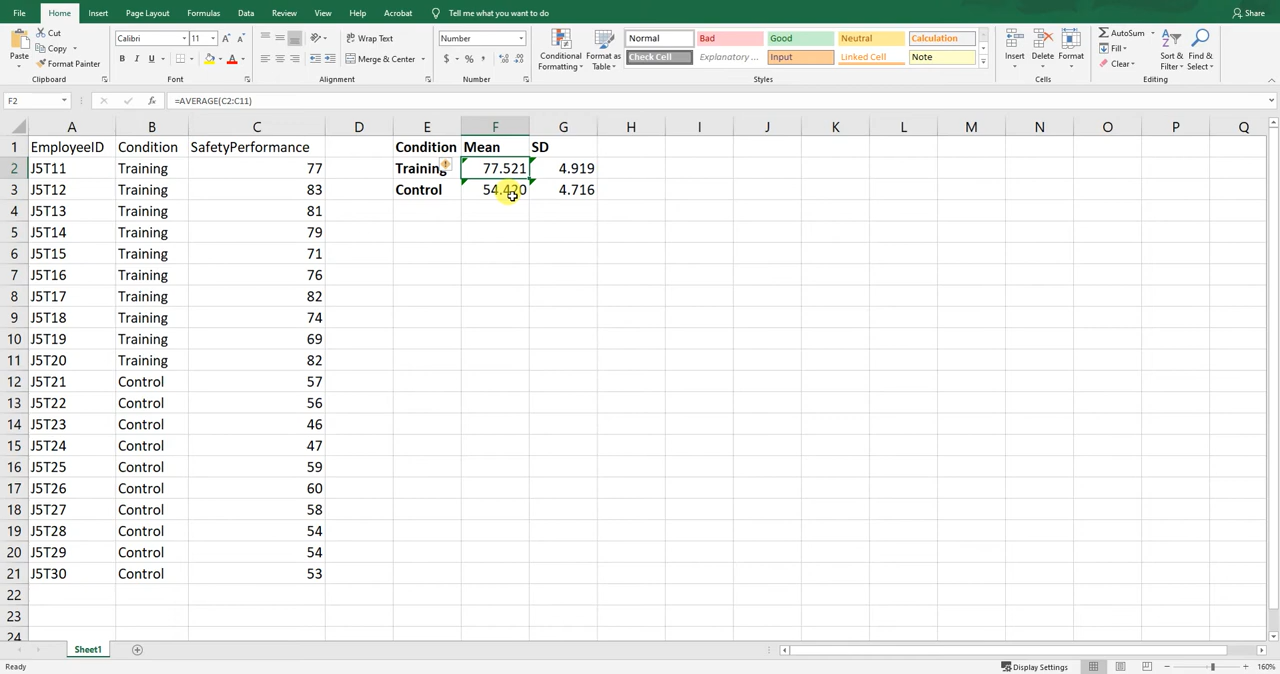 File Home Insert Page Layout Formulas Data Review View Help Acrobat Tell me what you want to do Share
Paste Cut Copy Format Painter
Calibri 11 B I U A
Wrap Text Merge & Center
Number $ % ,
Conditional Formatting Format as Table
Normal Bad Good Neutral Calculation
Check Cell Explanatory ... Input Linked Cell Note
Insert Delete Format
AutoSum Fill Clear Sort & Filter Find & Select
Clipboard Font Alignment Number Styles Cells Editing
F2 fx =AVERAGE(C2:C11)
A B C D E F G H I J K L M N O P Q
1 EmployeeID Condition SafetyPerformance Condition Mean SD
2 J5T11 Training 77 Training 77.521 4.919
3 J5T12 Training 83 Control 54.420 4.716
4 J5T13 Training 81
5 J5T14 Training 79
6 J5T15 Training 71
7 J5T16 Training 76
8 J5T17 Training 82
9 J5T18 Training 74
10 J5T19 Training 69
11 J5T20 Training 82
12 J5T21 Control 57
13 J5T22 Control 56
14 J5T23 Control 46
15 J5T24 Control 47
16 J5T25 Control 59
17 J5T26 Control 60
18 J5T27 Control 58
19 J5T28 Control 54
20 J5T29 Control 54
21 J5T30 Control 53
22
23
24
Sheet1
Ready Display Settings 160%